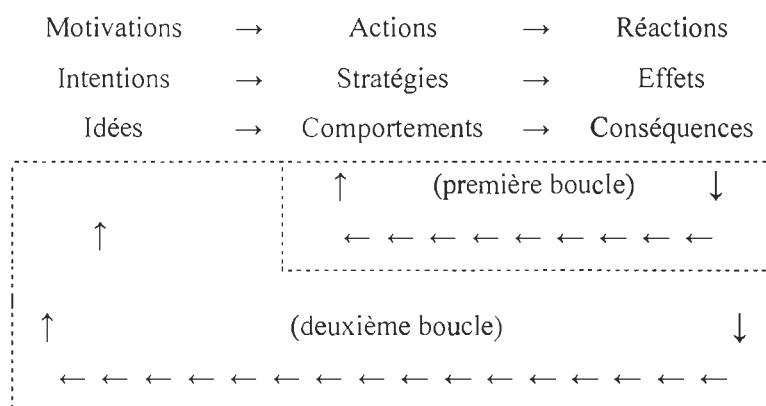 Motivations → Actions → Réactions
Intentions → Stratégies → Effets
Idées → Comportements → Conséquences
↑ (première boucle) ↓
↑ ← ← ← ← ← ← ← ← ←
↑ (deuxième boucle) ↓
← ← ← ← ← ← ← ← ← ← ← ← ← ← ← ←